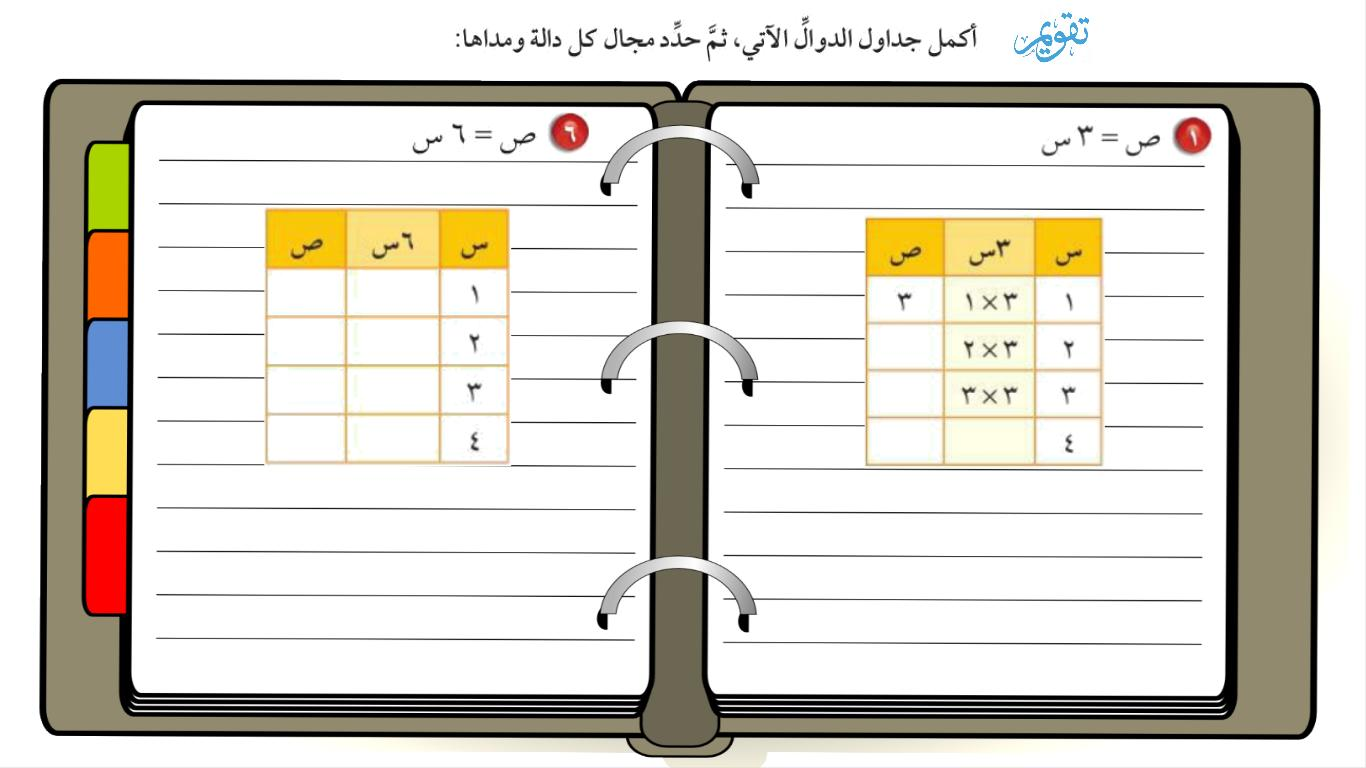 تقويم
أكمل جداول الدوالِّ الآتي، ثمَّ حدِّد مجال كل دالة ومداها:
١ ص = ٣ س
س ٣س ص
١ ٣ × ١ ٣
٢ ٣ × ٢
٣ ٣ × ٣
٤
٦ ص = ٦ س
س ٦س ص
١
٢
٣
٤